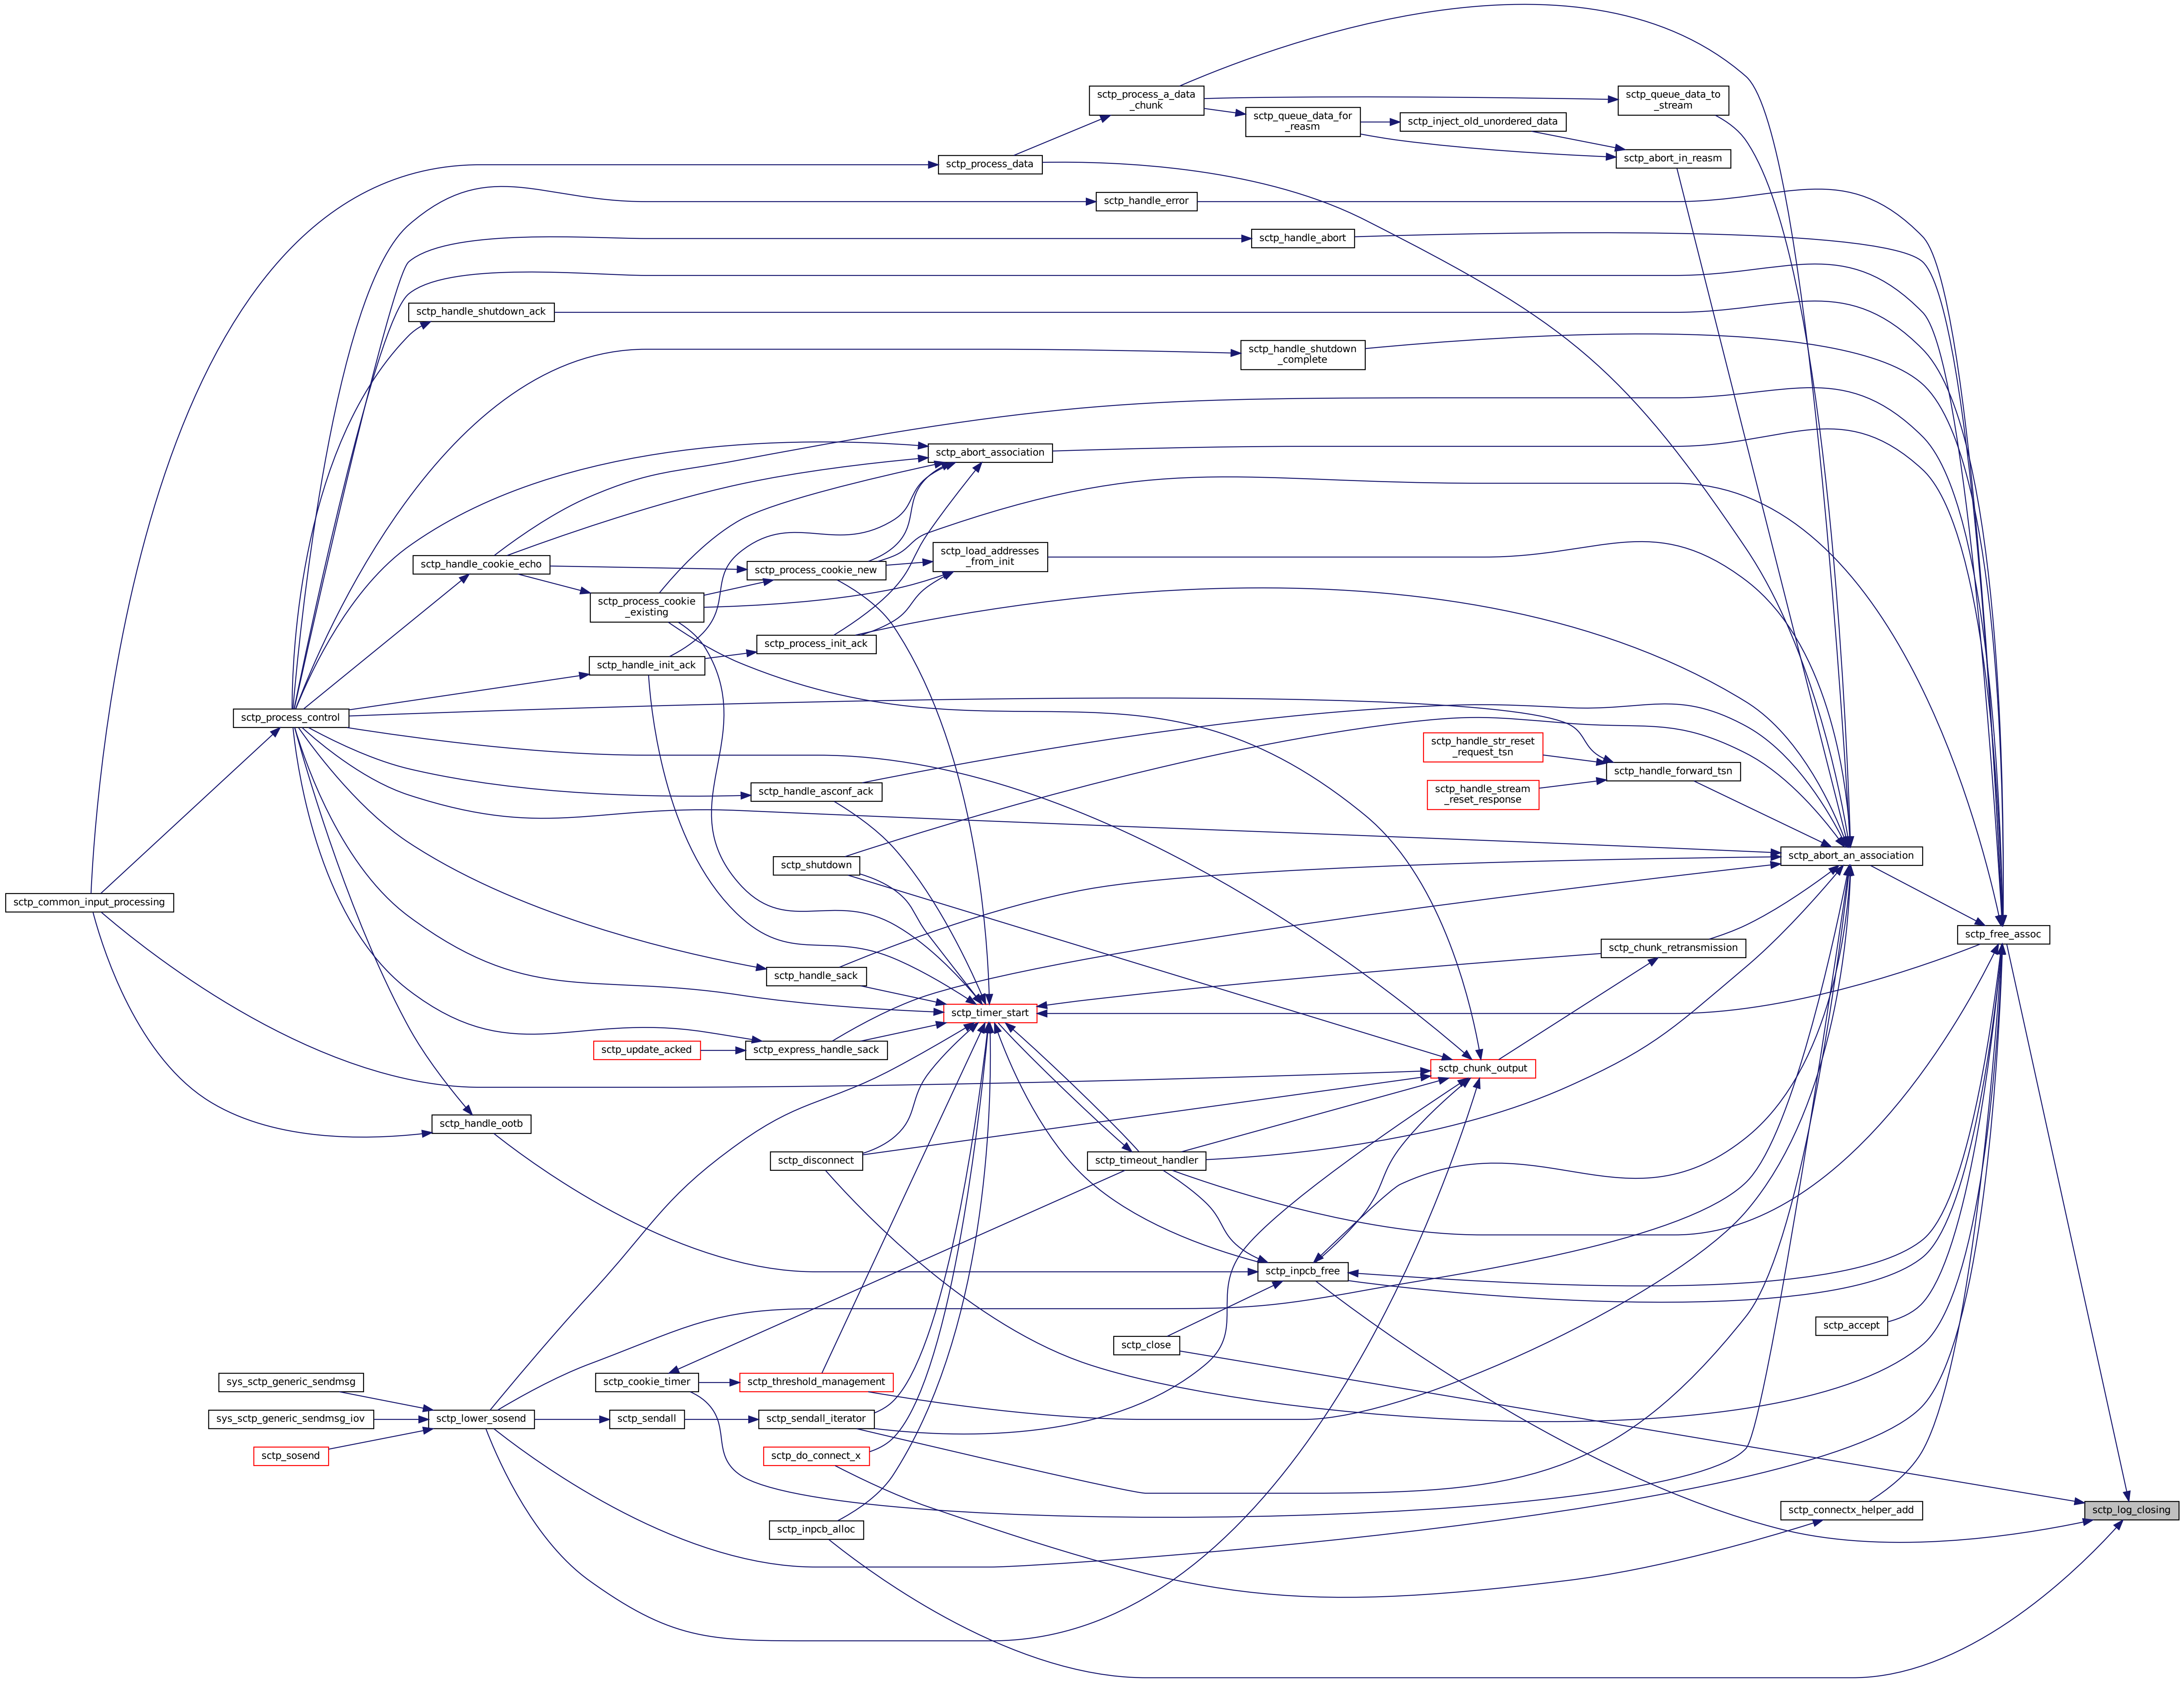 sctp_process_a_data
_chunk
sctp_queue_data_to
_stream
sctp_queue_data_for
_reasm
sctp_inject_old_unordered_data
sctp_process_data
sctp_abort_in_reasm
sctp_handle_error
sctp_handle_abort
sctp_handle_shutdown_ack
sctp_handle_shutdown
_complete
sctp_abort_association
sctp_load_addresses
_from_init
sctp_handle_cookie_echo
sctp_process_cookie_new
sctp_process_cookie
_existing
sctp_process_init_ack
sctp_handle_init_ack
sctp_process_control
sctp_handle_str_reset
_request_tsn
sctp_handle_forward_tsn
sctp_handle_asconf_ack
sctp_handle_stream
_reset_response
sctp_shutdown
sctp_abort_an_association
sctp_common_input_processing
sctp_free_assoc
sctp_chunk_retransmission
sctp_handle_sack
sctp_timer_start
sctp_update_acked
sctp_express_handle_sack
sctp_chunk_output
sctp_handle_ootb
sctp_disconnect
sctp_timeout_handler
sctp_inpcb_free
sctp_accept
sctp_close
sys_sctp_generic_sendmsg
sctp_cookie_timer
sctp_threshold_management
sys_sctp_generic_sendmsg_iov
sctp_lower_sosend
sctp_sendall
sctp_sendall_iterator
sctp_sosend
sctp_do_connect_x
sctp_connectx_helper_add
sctp_log_closing
sctp_inpcb_alloc